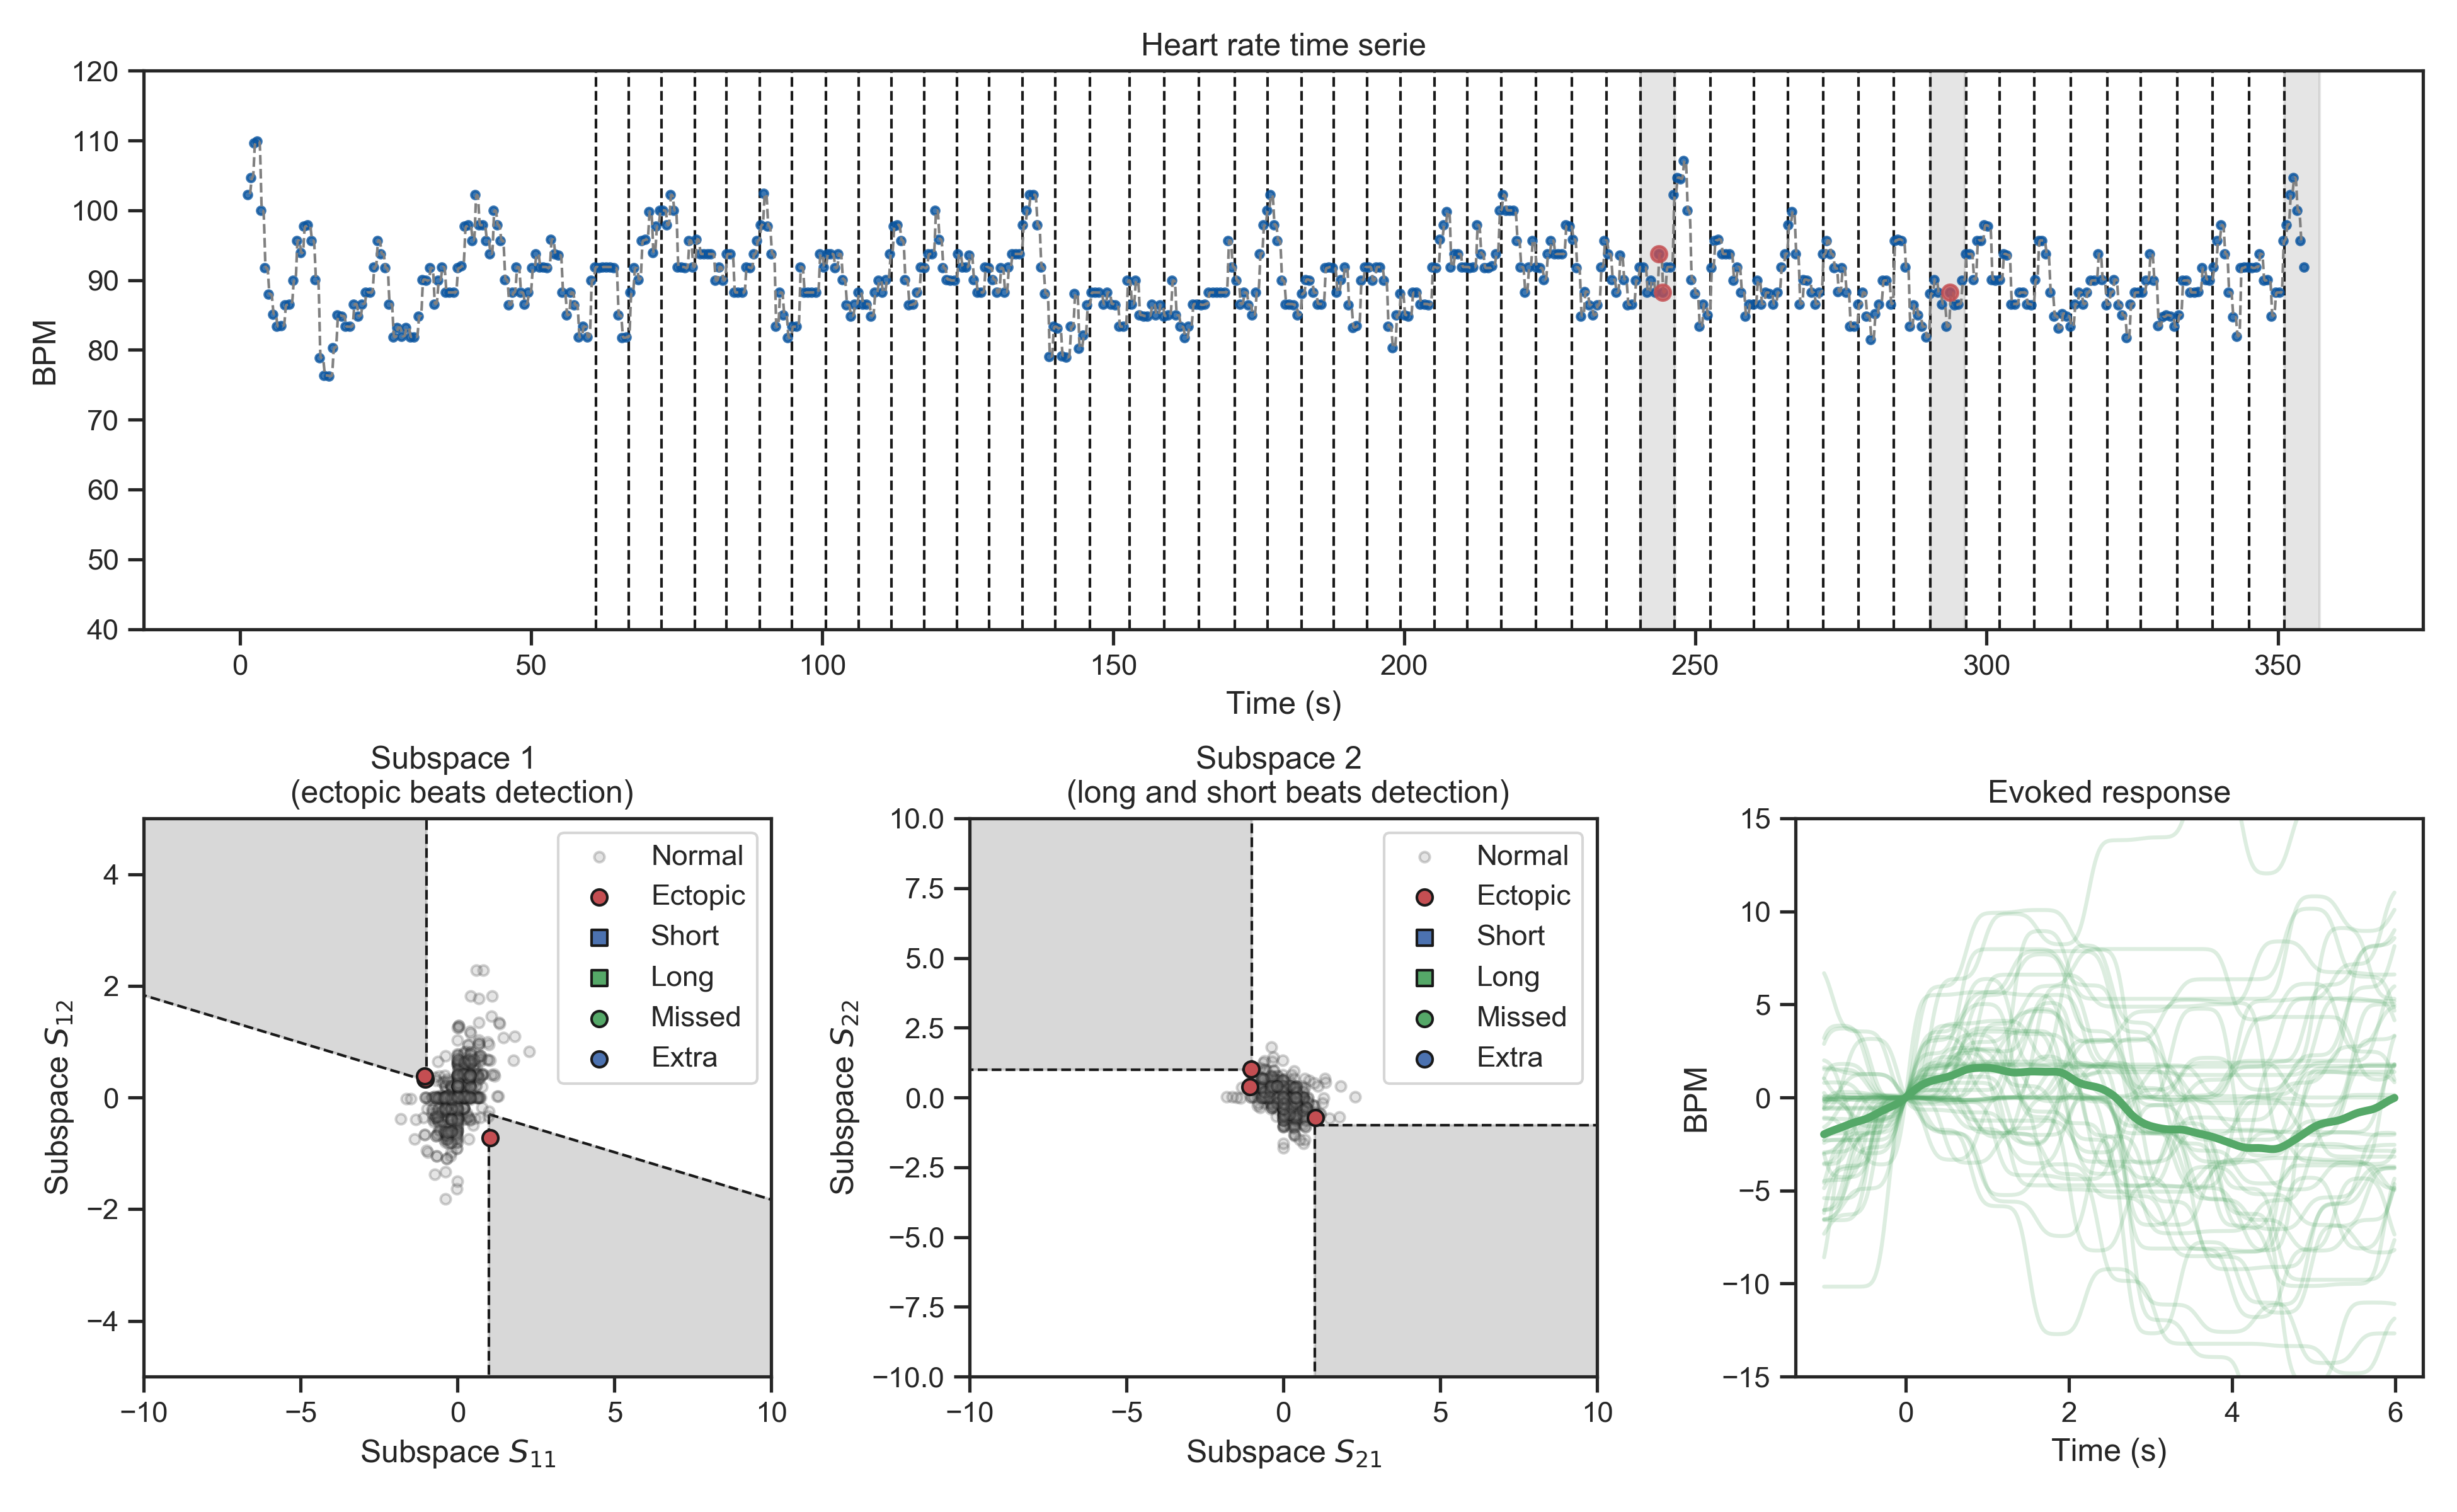 Heart rate time serie
120
110
100
90
80
70
60
50
40
BPM
0 50 100 150 200 250 300 350
Time (s)
Subspace 1
(ectopic beats detection)
4
2
0
−2
−4
Subspace S12
Normal
Ectopic
Short
Long
Missed
Extra
−10 −5 0 5 10
Subspace S11
Subspace 2
(long and short beats detection)
10.0
7.5
5.0
2.5
0.0
−2.5
−5.0
−7.5
−10.0
Subspace S22
Normal
Ectopic
Short
Long
Missed
Extra
−10 −5 0 5 10
Subspace S21
Evoked response
15
10
5
0
−5
−10
−15
BPM
0 2 4 6
Time (s)